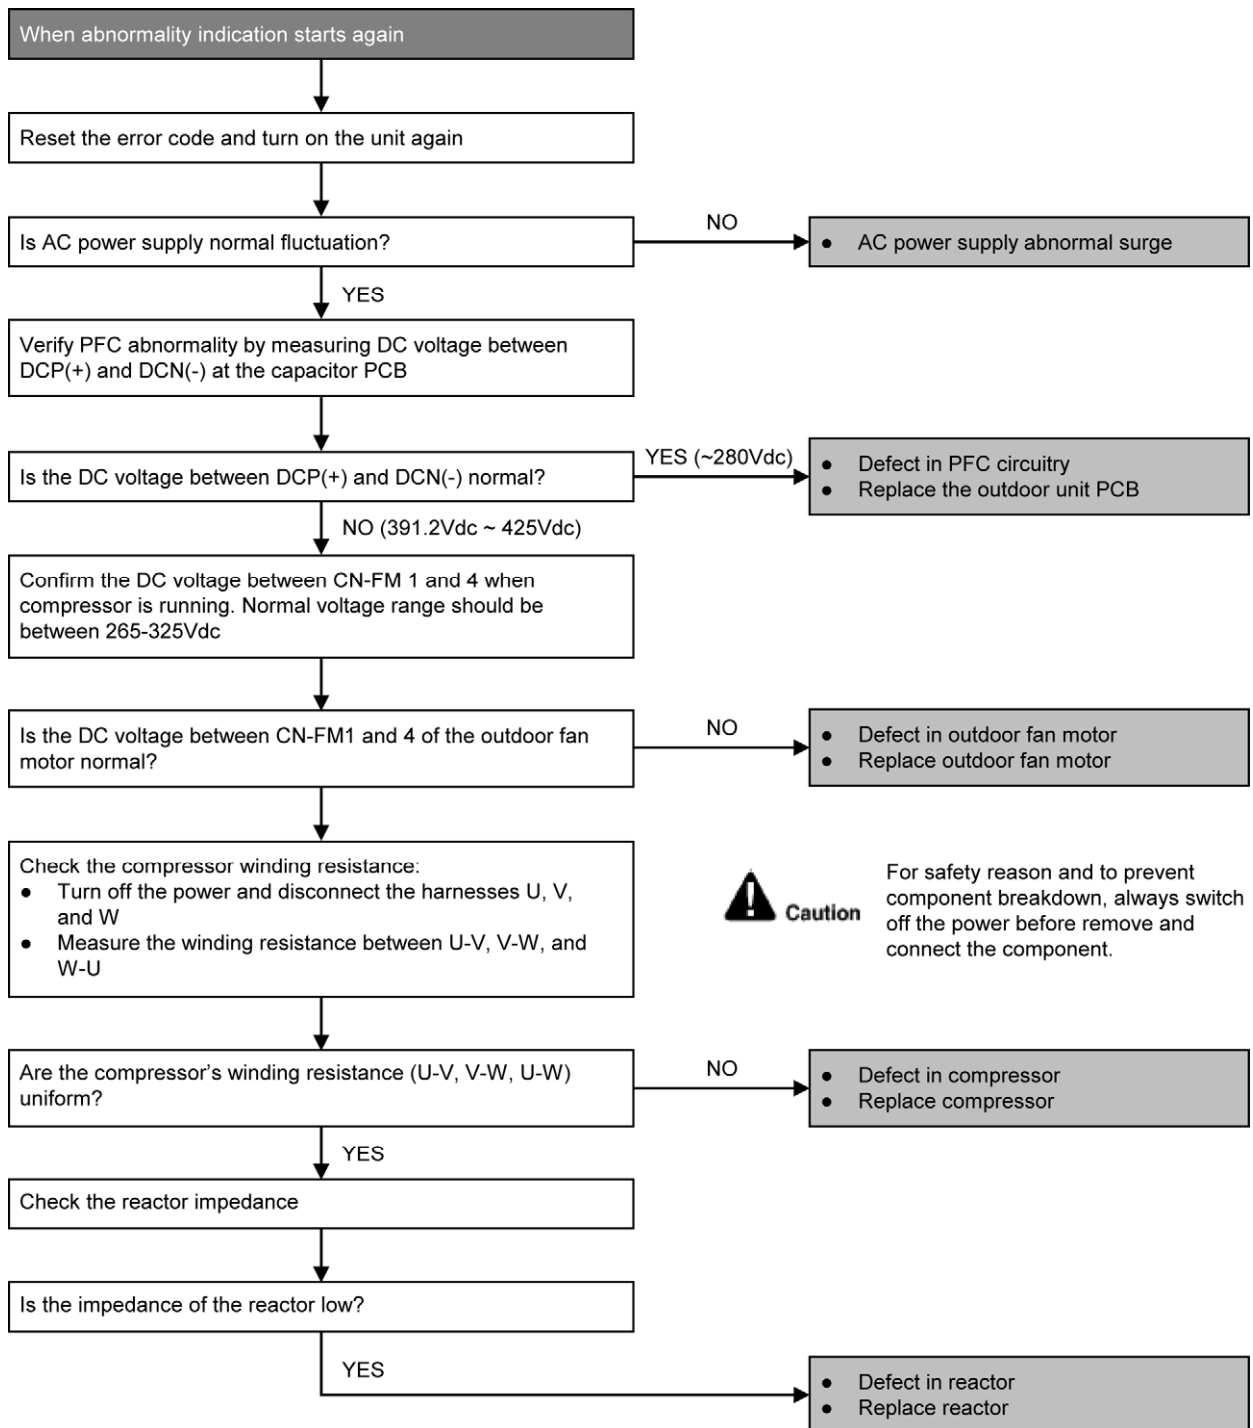 When abnormality indication starts again
Reset the error code and turn on the unit again
Is AC power supply normal fluctuation?
NO
● AC power supply abnormal surge
YES
Verify PFC abnormality by measuring DC voltage between
DCP(+) and DCN(-) at the capacitor PCB
Is the DC voltage between DCP(+) and DCN(-) normal?
YES (~280Vdc)
● Defect in PFC circuitry
● Replace the outdoor unit PCB
NO (391.2Vdc ~ 425Vdc)
Confirm the DC voltage between CN-FM 1 and 4 when
compressor is running. Normal voltage range should be
between 265-325Vdc
Is the DC voltage between CN-FM1 and 4 of the outdoor fan
motor normal?
NO
● Defect in outdoor fan motor
● Replace outdoor fan motor
Check the compressor winding resistance:
● Turn off the power and disconnect the harnesses U, V,
and W
● Measure the winding resistance between U-V, V-W, and
W-U
Caution
For safety reason and to prevent
component breakdown, always switch
off the power before remove and
connect the component.
Are the compressor's winding resistance (U-V, V-W, U-W)
uniform?
NO
● Defect in compressor
● Replace compressor
YES
Check the reactor impedance
Is the impedance of the reactor low?
YES
● Defect in reactor
● Replace reactor